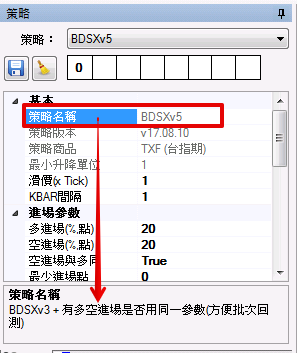 策略
策略： BDSXv5
0
基本
策略名稱 BDSXv5
策略版本 v17.08.10
策略商品 TXF (台指期)
最小升降單位 1
滑價(x Tick) 1
KBAR間隔 1
進場參數
多進場(%,點) 20
空進場(%,點) 20
空進場與多同 True
最少進場點 0
策略名稱
BDSXv3 + 有多空進場是否用同一參數(方便批次回
測)